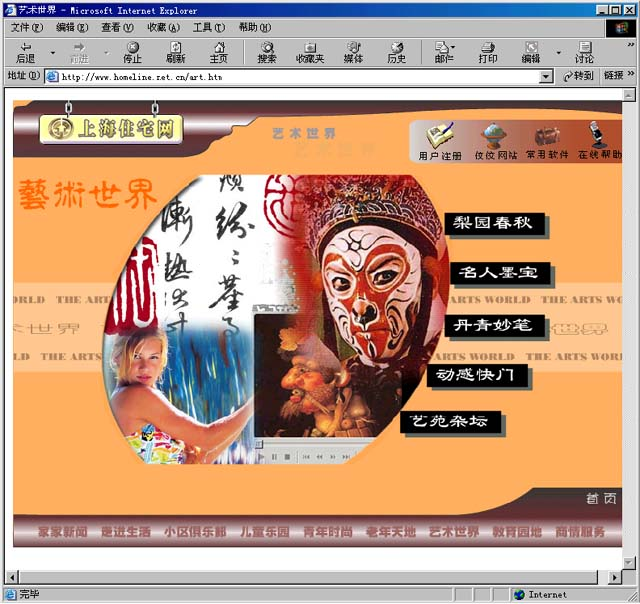 艺术世界 - Microsoft Internet Explorer
文件(F) 编辑(E) 查看(V) 收藏(A) 工具(T) 帮助(H)
后退 前进 停止 刷新 主页 搜索 收藏夹 媒体 历史 邮件 打印 编辑 讨论
地址(D) http://www.homeline.net.cn/art.htm 转到 链接 »
上海住宅网
艺术世界
用户注册 仪仪网站 常用软件 在线帮助
藝術世界
梨园春秋
名人墨宝
ORLD THE ARTS WORLD
ARTS WORLD THE ARTS
丹青妙笔
术世界
世界
ORLD THE ARTS WORLD
THE ARTS WORLD THE ARTS
动感快门
艺苑杂坛
首页
家家新闻 走进生活 小区俱乐部 儿童乐园 青年时尚 老年天地 艺术世界 教育园地 商情服务
完毕 Internet